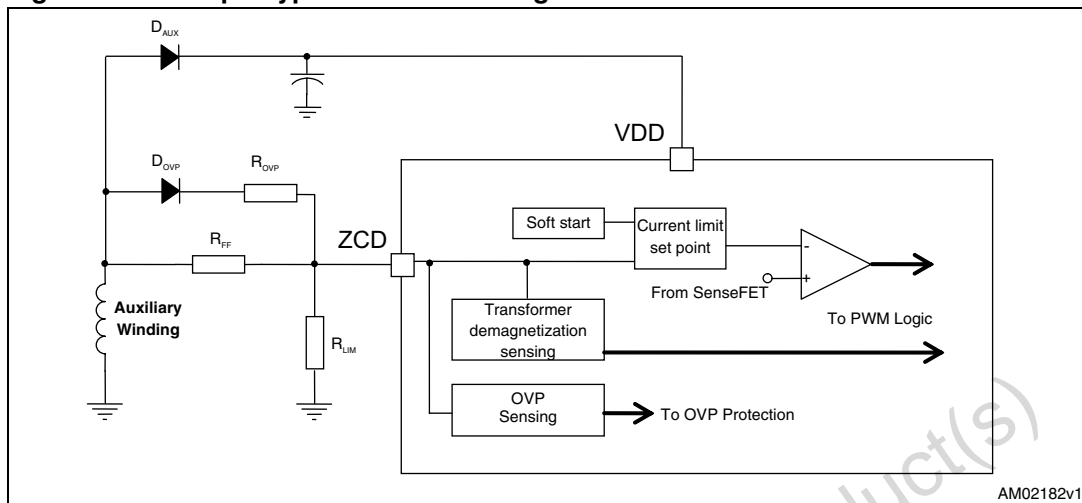 D_AUX
VDD
D_OVP
R_OVP
Soft start
Current limit
set point
ZCD
R_FF
-
+
From SenseFET
Auxiliary
Winding
Transformer
demagnetization
sensing
To PWM Logic
R_LIM
OVP
Sensing
To OVP Protection
duct(s)
AM02182v1